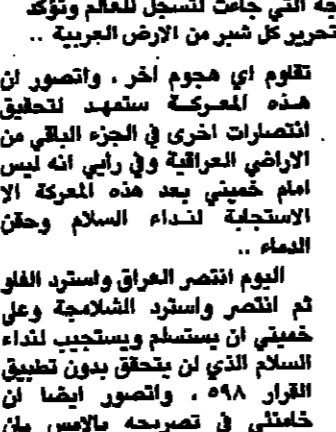 جه التي جاءت لتسجل للعالم وتؤكد
تحرير كل شبر من الارض العربية ..
تقاوم اي هجوم اخر ، واتصور ان
هذه المعركة ستمهد لتحقيق
انتصارات اخرى في الجزء الباقي من
الاراضي العراقية وفي رأيي انه ليس
امام خميني بعد هذه المعركة الا
الاستجابة لنداء السلام وحقن
الدماء ..
اليوم انتصر العراق واسترد الفاو
ثم انتصر واسترد الشلامجة وعلى
خميني ان يستسلم ويستجيب لنداء
السلام الذي لن يتحقق بدون تطبيق
القرار ٥٩٨ ، واتصور ايضا ان
خامنئي في تصريحه بالامس بان